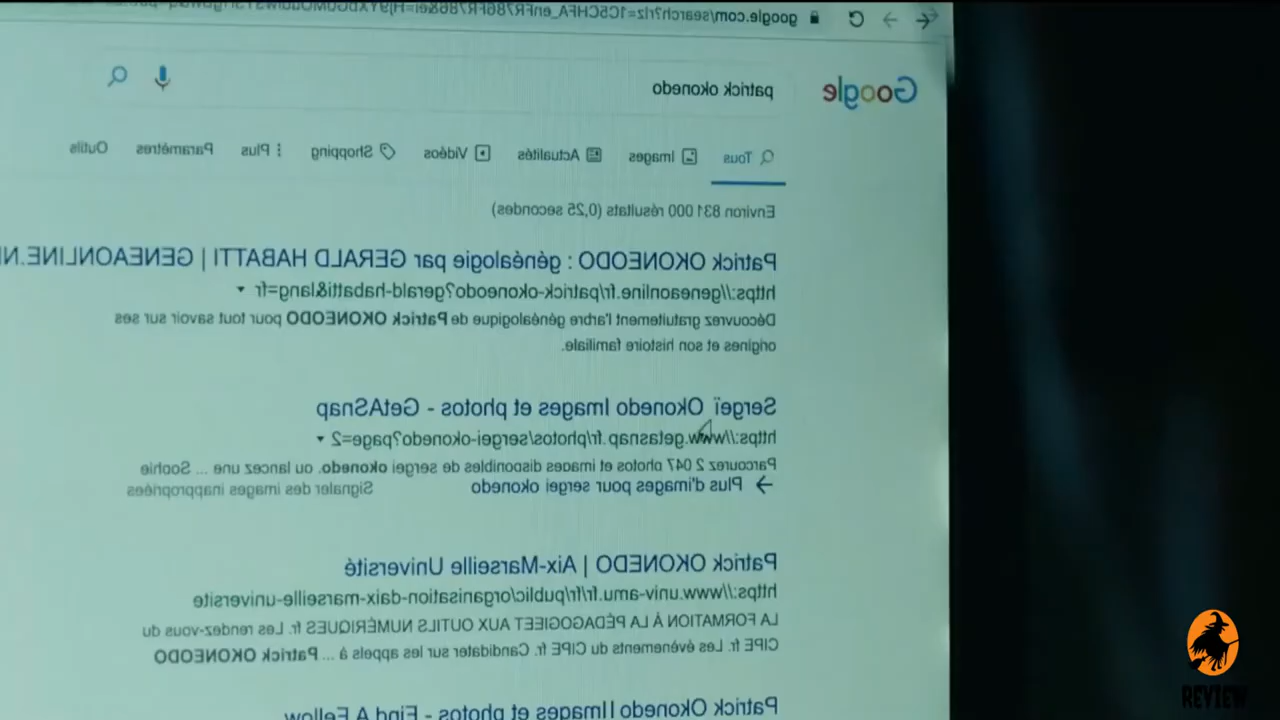 google.com/search?rlz=1C5CHFA_enFR786FR786&ei=
Google
patrick okonedo
Tous Images Actualités Vidéos Shopping Plus Paramètres Outils
Environ 831 000 résultats (0,25 secondes)
Patrick OKONEODO : généalogie par GERALD HABATTI | GENEAONLINE.N
https://geneaonline.fr/patrick-okoneodo?gerald-habatti&lang=fr
Découvrez gratuitement l'arbre généalogique de Patrick OKONEODO pour tout savoir sur ses
origines et son histoire familiale.
Sergeï Okonedo Images et photos - GetASnap
https://www.getasnap.fr/photos/sergei-okonedo?page=2
Parcourez 2 047 photos et images disponibles de sergei okonedo, ou lancez une ... Sophie
→ Plus d'images pour sergei okonedo Signaler des images inappropriées
Patrick OKONEDO | Aix-Marseille Université
https://www.univ-amu.fr/fr/public/organisation-daix-marseille-universite
LA FORMATION À LA PÉDAGOGIE ET AUX OUTILS NUMÉRIQUES fr. Les rendez-vous du
CIPE fr. Les évènements du CIPE fr. Candidater sur les appels à ... Patrick OKONEDO
Patrick Okonedo Images et photos - Find A Fellow
REVIEW